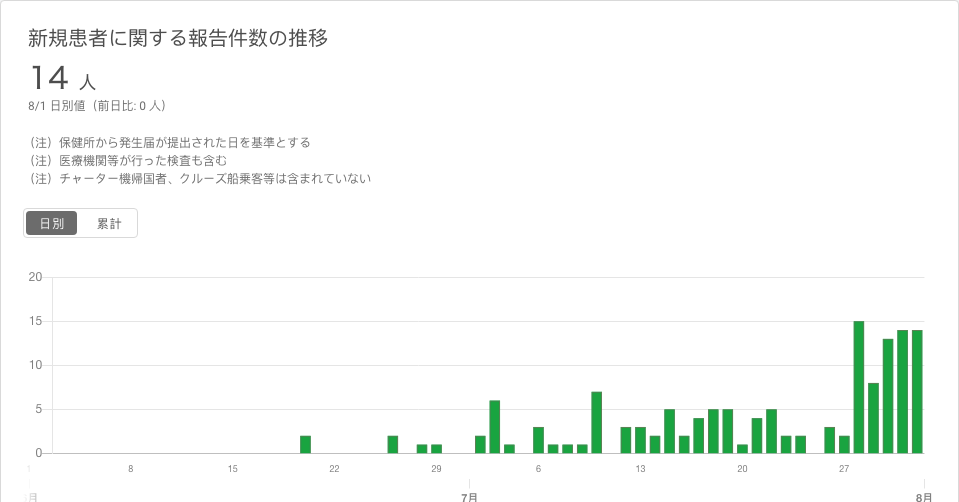 新規患者に関する報告件数の推移
14 人
8/1 日別値（前日比: 0 人）
（注）保健所から発生届が提出された日を基準とする
（注）医療機関等が行った検査も含む
（注）チャーター機帰国者、クルーズ船乗客等は含まれていない
日別 累計
20
15
10
5
0
1 8 15 22 29 6 13 20 27
月 7月 8月